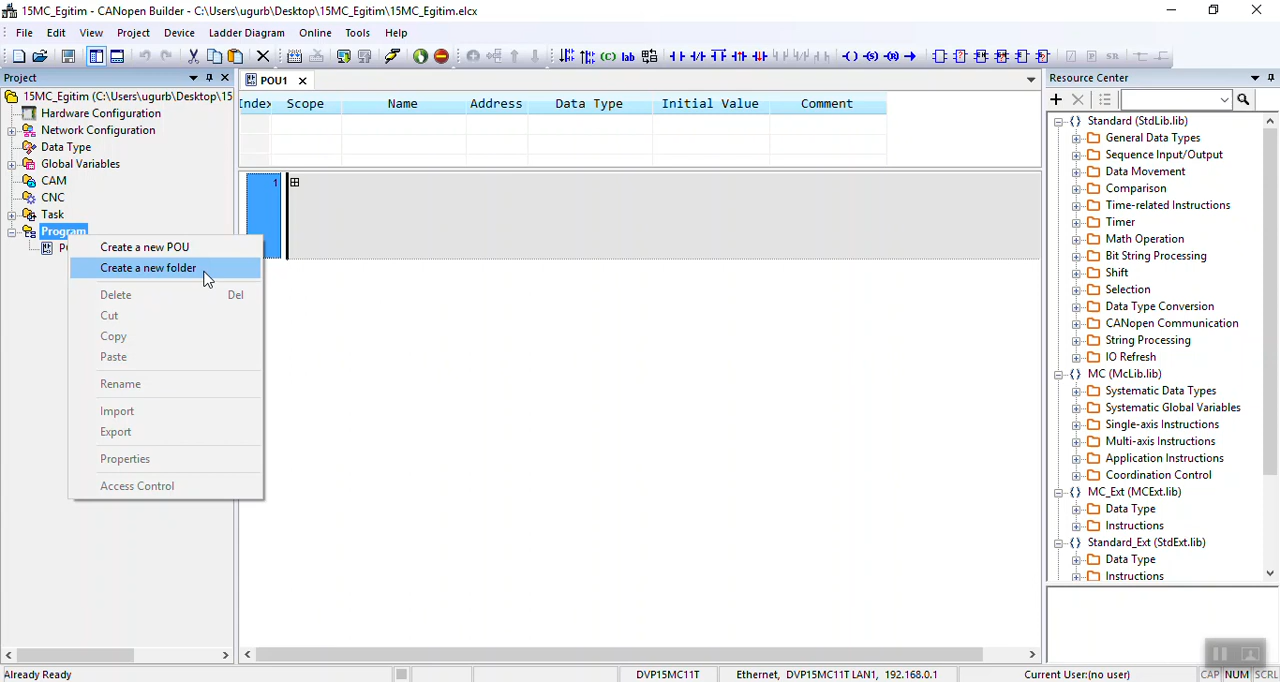 15MC_Egitim - CANopen Builder - C:\Users\ugurb\Desktop\15MC_Egitim\15MC_Egitim.elcx
File Edit View Project Device Ladder Diagram Online Tools Help
Project
15MC_Egitim (C:\Users\ugurb\Desktop\15
Hardware Configuration
Network Configuration
Data Type
Global Variables
CAM
CNC
Task
Program
Create a new POU
Create a new folder
Delete Del
Cut
Copy
Paste
Rename
Import
Export
Properties
Access Control
POU1
Index Scope Name Address Data Type Initial Value Comment
1
Resource Center
Standard (StdLib.lib)
General Data Types
Sequence Input/Output
Data Movement
Comparison
Time-related Instructions
Timer
Math Operation
Bit String Processing
Shift
Selection
Data Type Conversion
CANopen Communication
String Processing
IO Refresh
MC (McLib.lib)
Systematic Data Types
Systematic Global Variables
Single-axis Instructions
Multi-axis Instructions
Application Instructions
Coordination Control
MC_Ext (MCExt.lib)
Data Type
Instructions
Standard_Ext (StdExt.lib)
Data Type
Instructions
Already Ready DVP15MC11T Ethernet, DVP15MC11T LAN1, 192.168.0.1 Current User:(no user) CAP NUM SCRL